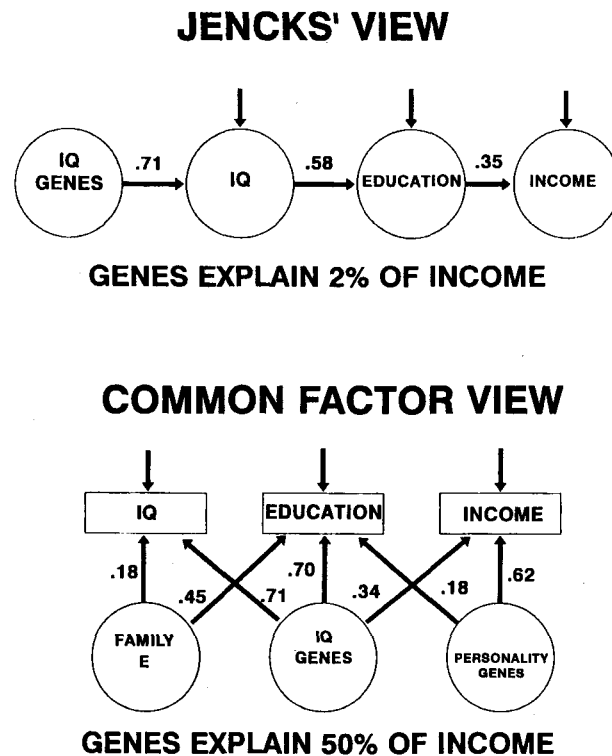 JENCKS' VIEW
IQ
GENES
.71
IQ
.58
EDUCATION
.35
INCOME
GENES EXPLAIN 2% OF INCOME
COMMON FACTOR VIEW
IQ
EDUCATION
INCOME
.18
.45
.71
.70
.34
.18
.62
FAMILY
E
IQ
GENES
PERSONALITY
GENES
GENES EXPLAIN 50% OF INCOME